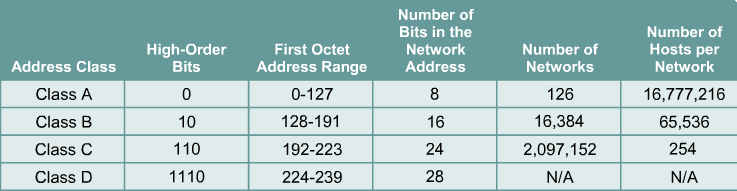 Address Class High-Order Bits First Octet Address Range Number of Bits in the Network Address Number of Networks Number of Hosts per Network
Class A 0 0-127 8 126 16,777,216
Class B 10 128-191 16 16,384 65,536
Class C 110 192-223 24 2,097,152 254
Class D 1110 224-239 28 N/A N/A